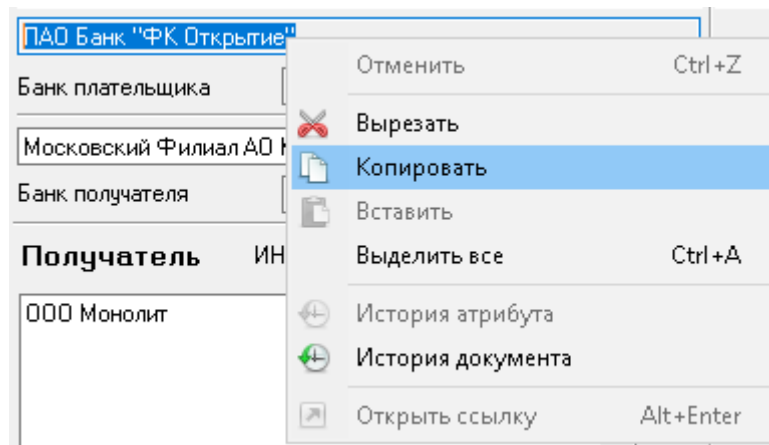 ПАО Банк "ФК Открытие"
Отменить Ctrl+Z
Банк плательщика
Вырезать
Московский Филиал АО
Копировать
Банк получателя
Вставить
Получатель ИН
Выделить все Ctrl+A
ООО Монолит
История атрибута
История документа
Открыть ссылку Alt+Enter